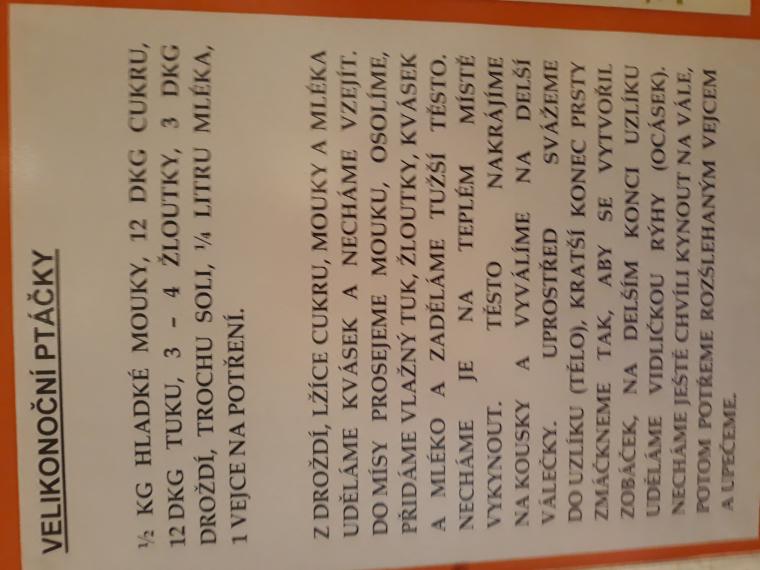 VELIKONOČNÍ PTÁČKY
½ KG HLADKÉ MOUKY, 12 DKG CUKRU,
12 DKG TUKU, 3 – 4 ŽLOUTKY, 3 DKG
DROŽDÍ, TROCHU SOLI, ¼ LITRU MLÉKA,
1 VEJCE NA POTŘENÍ.
Z DROŽDÍ, LŽÍCE CUKRU, MOUKY A MLÉKA
UDĚLÁME KVÁSEK A NECHÁME VZEJÍT.
DO MÍSY PROSEJEME MOUKU, OSOLÍME,
PŘIDÁME VLAŽNÝ TUK, ŽLOUTKY, KVÁSEK
A MLÉKO A ZADĚLÁME TUŽŠÍ TĚSTO.
NECHÁME JE NA TEPLÉM MÍSTĚ
VYKYNOUT. TĚSTO NAKRÁJÍME
NA KOUSKY A VYVÁLÍME NA DELŠÍ
VÁLEČKY. UPROSTŘED SVÁŽEME
DO UZLÍKU (TĚLO), KRATŠÍ KONEC PRSTY
ZMÁČKNEME TAK, ABY SE VYTVOŘIL
ZOBÁČEK, NA DELŠÍM KONCI UZLÍKU
UDĚLÁME VIDLIČKOU RÝHY (OCÁSEK).
NECHÁME JEŠTĚ CHVÍLI KYNOUT NA VÁLE,
POTOM POTŘEME ROZŠLEHANÝM VEJCEM
A UPEČEME.